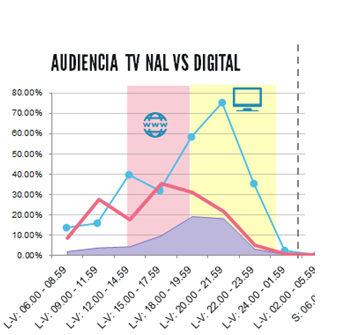 AUDIENCIA TV NAL VS DIGITAL
80.00%
70.00%
60.00%
50.00%
40.00%
30.00%
20.00%
10.00%
0.00%
www
L-V: 06.00 - 08.59
L-V: 09.00 - 11.59
L-V: 12.00 - 14.59
L-V: 15.00 - 17.59
L-V: 18.00 - 19.59
L-V: 20.00 - 21.59
L-V: 22.00 - 23.59
L-V: 24.00 - 01.59
L-V: 02.00 - 05.59
S: 06.0